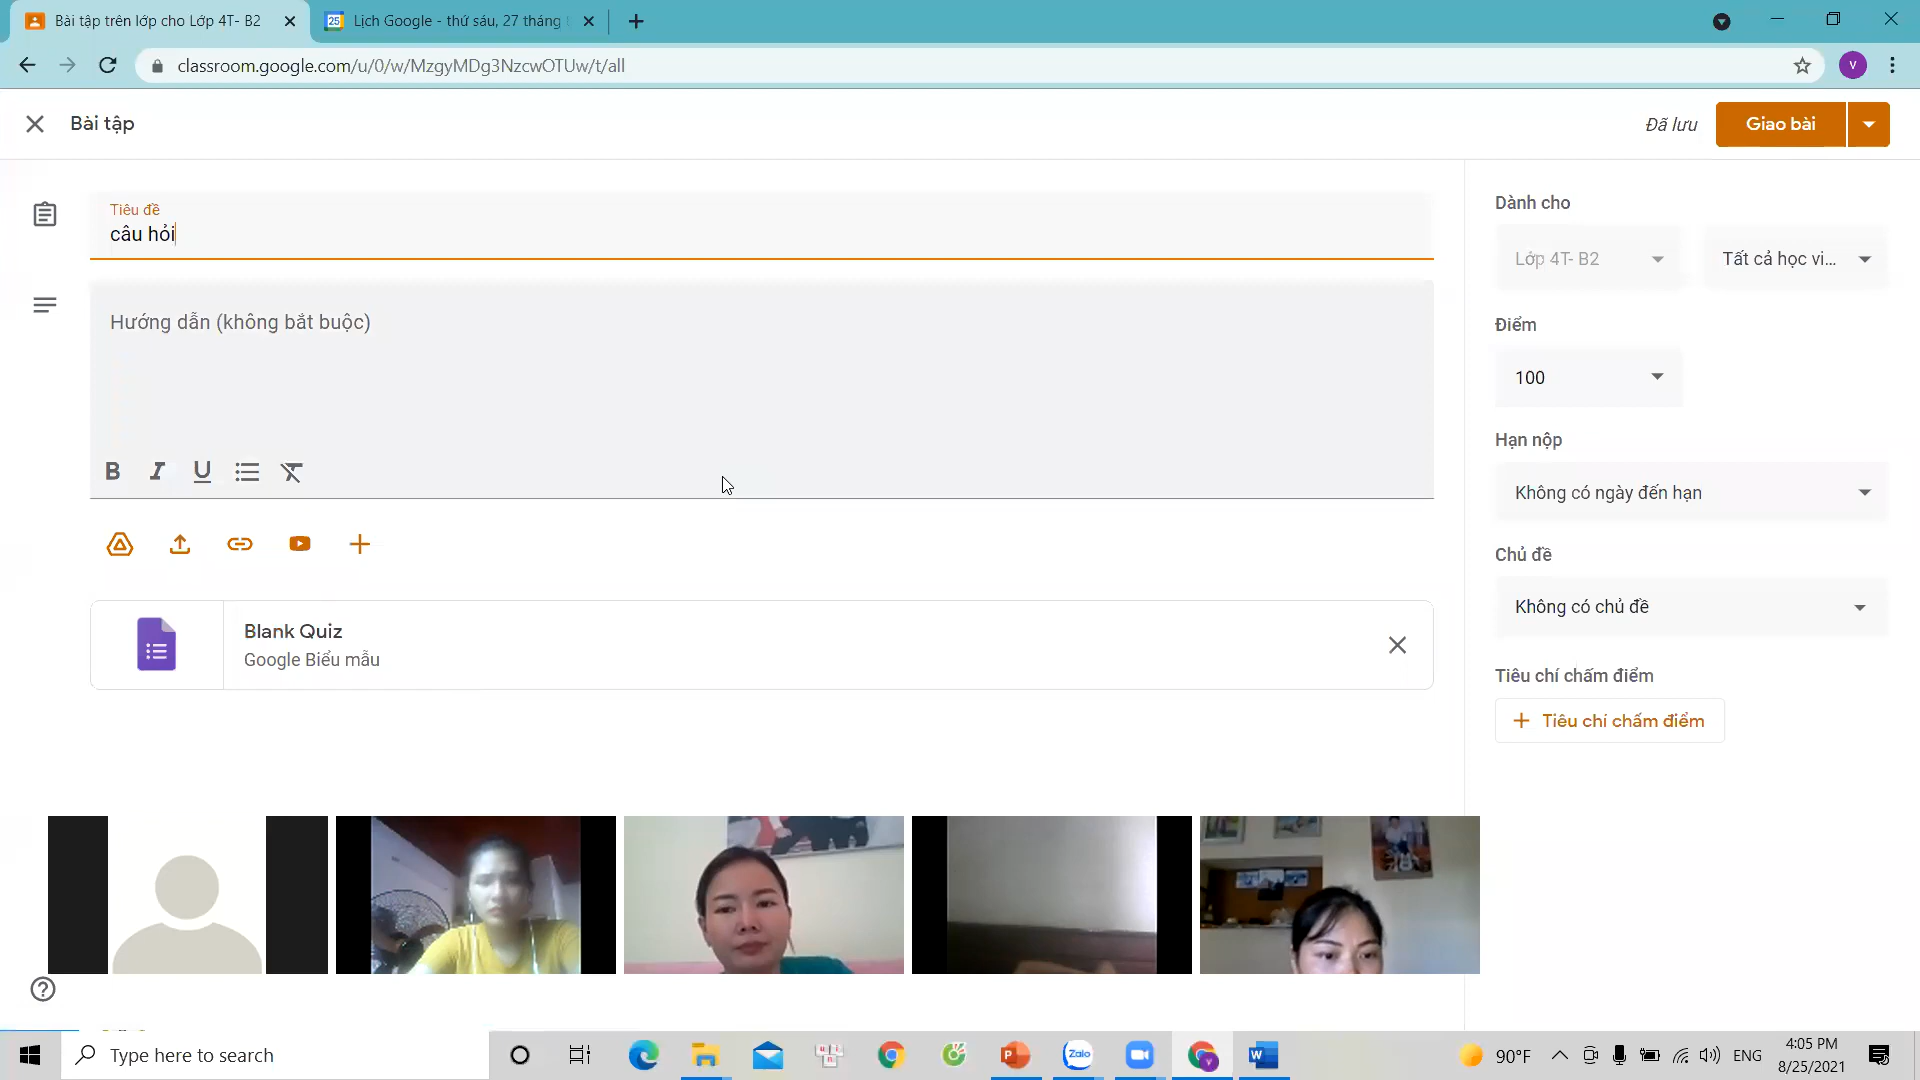 Bài tập trên lớp cho Lớp 4T- B2
Lịch Google - thứ sáu, 27 tháng
classroom.google.com/u/0/w/MzgyMDg3NzcwOTUw/t/all
V
Bài tập
Đã lưu
Giao bài
Tiêu đề
câu hỏi
Hướng dẫn (không bắt buộc)
B I U
Blank Quiz
Google Biểu mẫu
Dành cho
Lớp 4T- B2
Tất cả học vi...
Điểm
100
Hạn nộp
Không có ngày đến hạn
Chủ đề
Không có chủ đề
Tiêu chí chấm điểm
Tiêu chí chấm điểm
Type here to search
Zalo
90°F
ENG
4:05 PM
8/25/2021